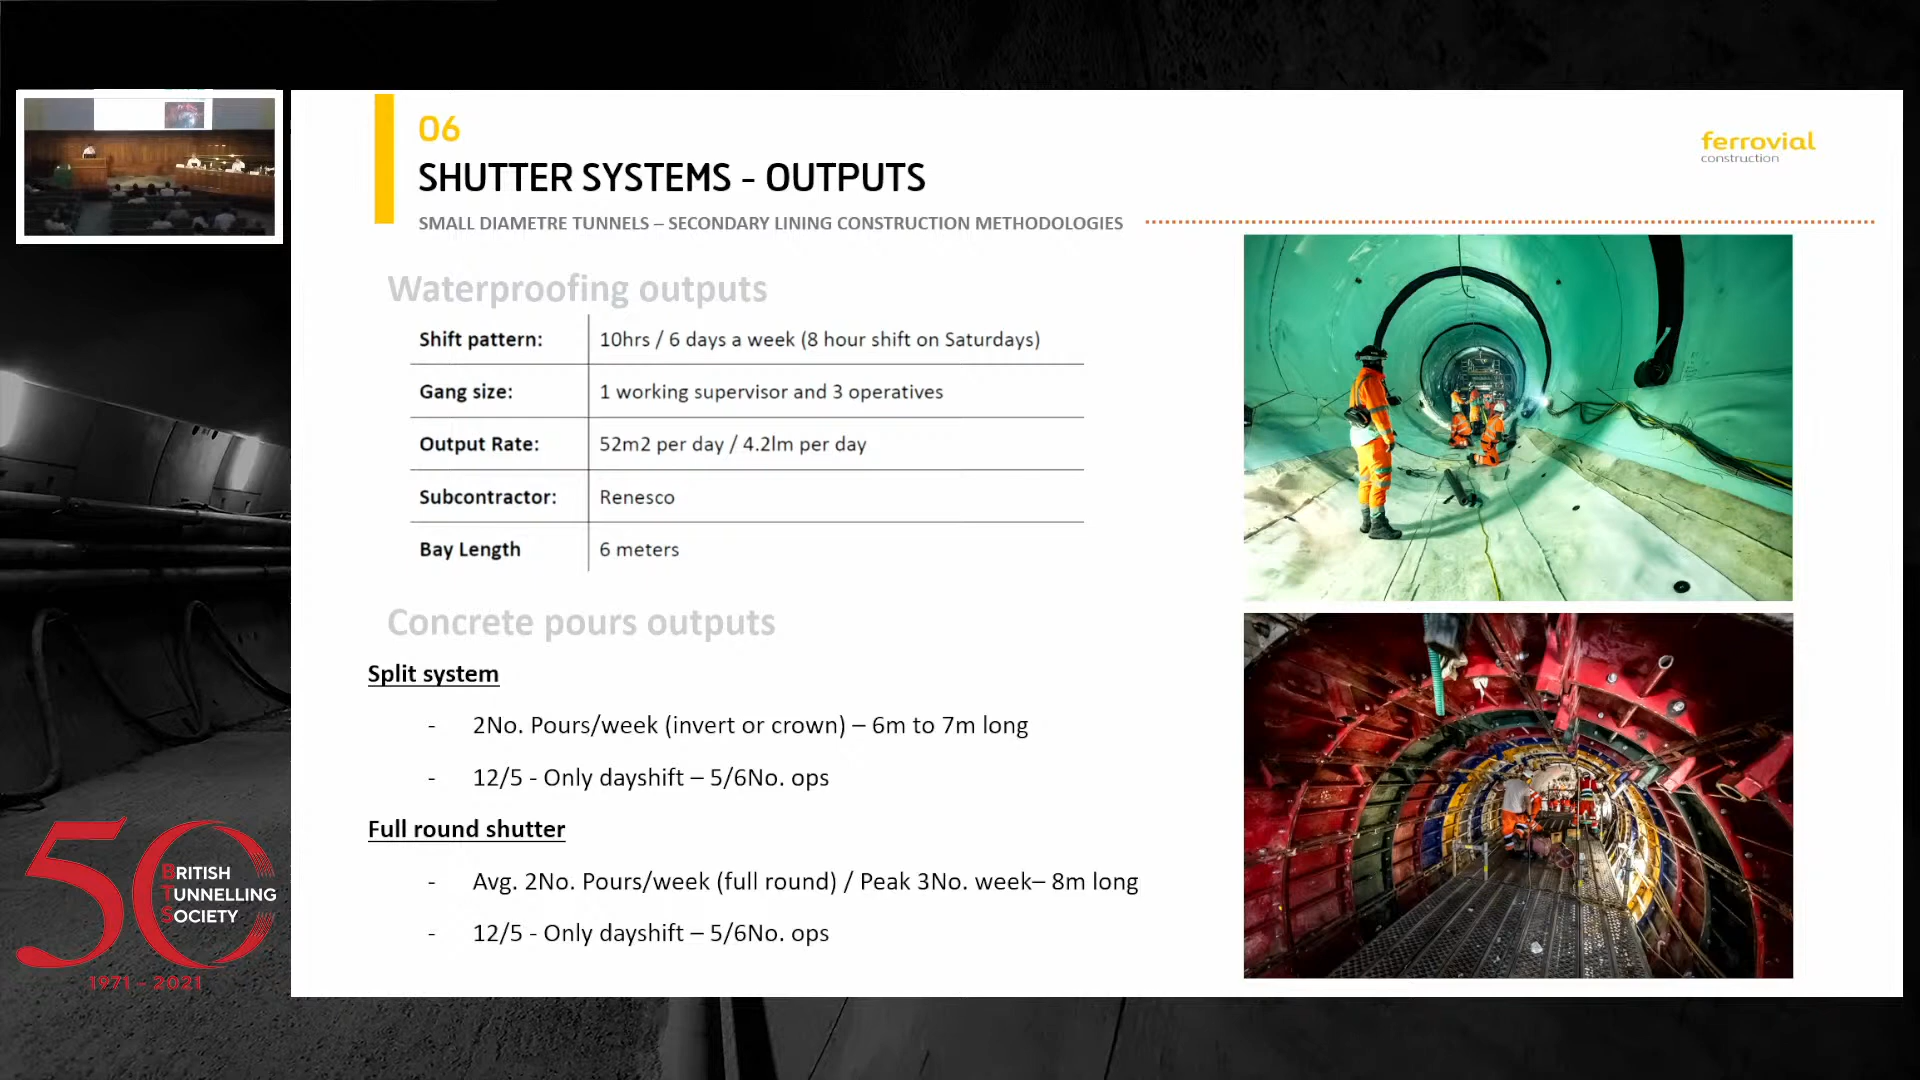 06
SHUTTER SYSTEMS - OUTPUTS
SMALL DIAMETRE TUNNELS – SECONDARY LINING CONSTRUCTION METHODOLOGIES
ferrovial
construction
Waterproofing outputs
Shift pattern: 10hrs / 6 days a week (8 hour shift on Saturdays)
Gang size: 1 working supervisor and 3 operatives
Output Rate: 52m2 per day / 4.2lm per day
Subcontractor: Renesco
Bay Length 6 meters
Concrete pours outputs
Split system
- 2No. Pours/week (invert or crown) – 6m to 7m long
- 12/5 - Only dayshift – 5/6No. ops
Full round shutter
- Avg. 2No. Pours/week (full round) / Peak 3No. week– 8m long
- 12/5 - Only dayshift – 5/6No. ops
50
BRITISH
TUNNELLING
SOCIETY
1971 - 2021